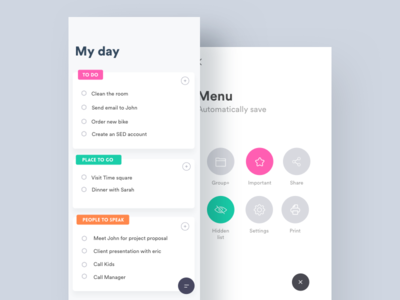 My day
TO DO
Clean the room
Send email to John
Order new bike
Create an SED account
PLACE TO GO
Visit Time square
Dinner with Sarah
PEOPLE TO SPEAK
Meet John for project proposal
Client presentation with eric
Call Kids
Call Manager
Menu
Automatically save
Group+
Important
Share
Hidden
list
Settings
Print